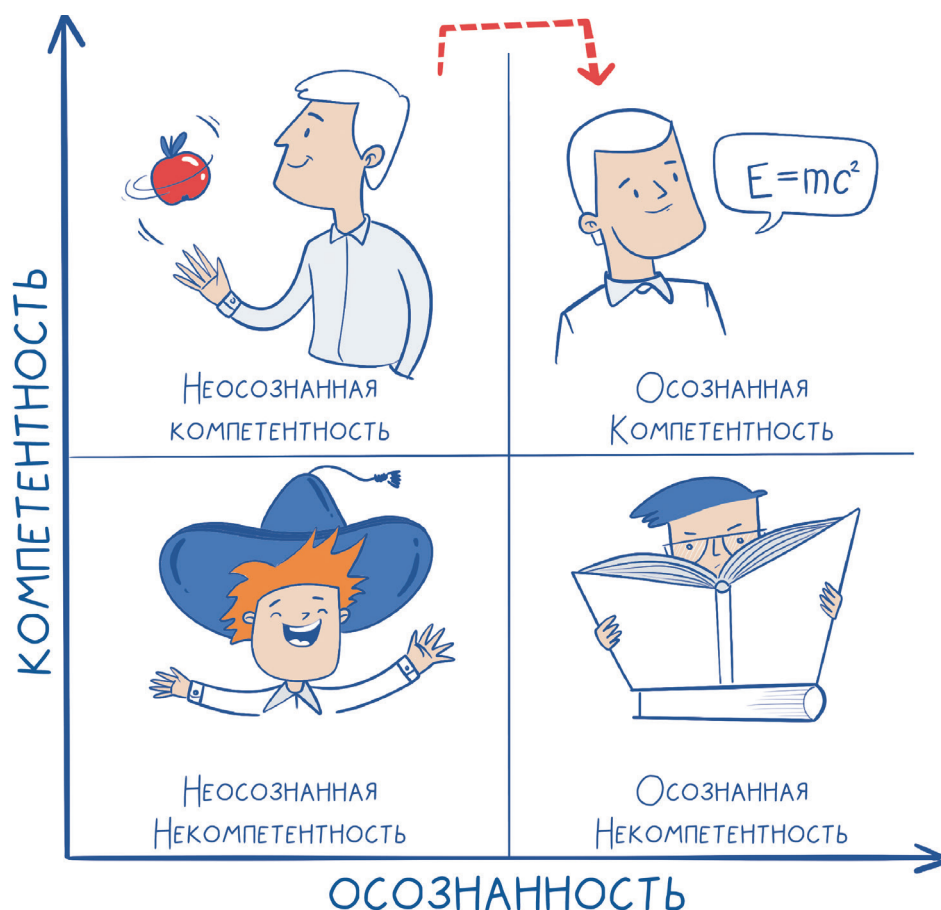 E=mc²
Неосознанная
компетентность
Осознанная
Компетентность
КОМПЕТЕНТНОСТЬ
Неосознанная
Некомпетентность
Осознанная
Некомпетентность
ОСОЗНАННОСТЬ